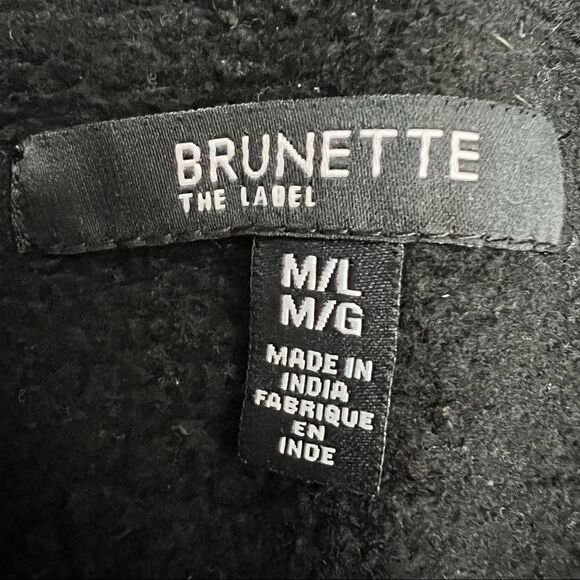 BRUNETTE
THE LABEL
M/L
M/G
MADE IN
INDIA
FABRIQUE
EN
INDE